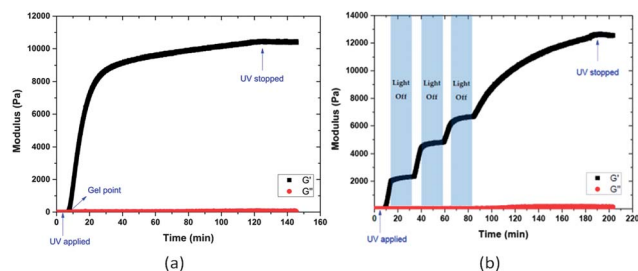 (a)
12000
10000
8000
6000
4000
2000
0
Modulus (Pa)
UV stopped
Gel point
G'
G"
0 20 40 60 80 100 120 140 160
UV applied
Time (min)
(a)
(b)
14000
12000
10000
8000
6000
4000
2000
0
Modulus (Pa)
Light
Off
Light
Off
Light
Off
UV stopped
G'
G"
0 20 40 60 80 100 120 140 160 180 200 220
UV applied
Time (min)
(b)